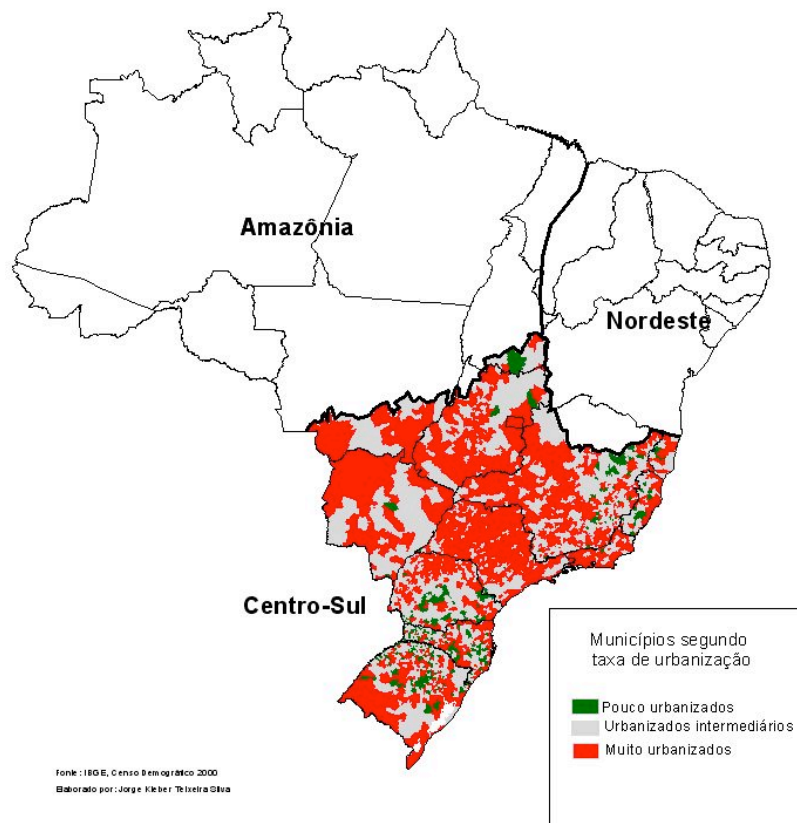 Amazônia
Nordeste
Centro-Sul
Municípios segundo
taxa de urbanização
Pouco urbanizados
Urbanizados intermediários
Muito urbanizados
Fonte: IBGE, Censo Demográfico 2000
Elaborado por: Jorge Kleber Teixeira Silva